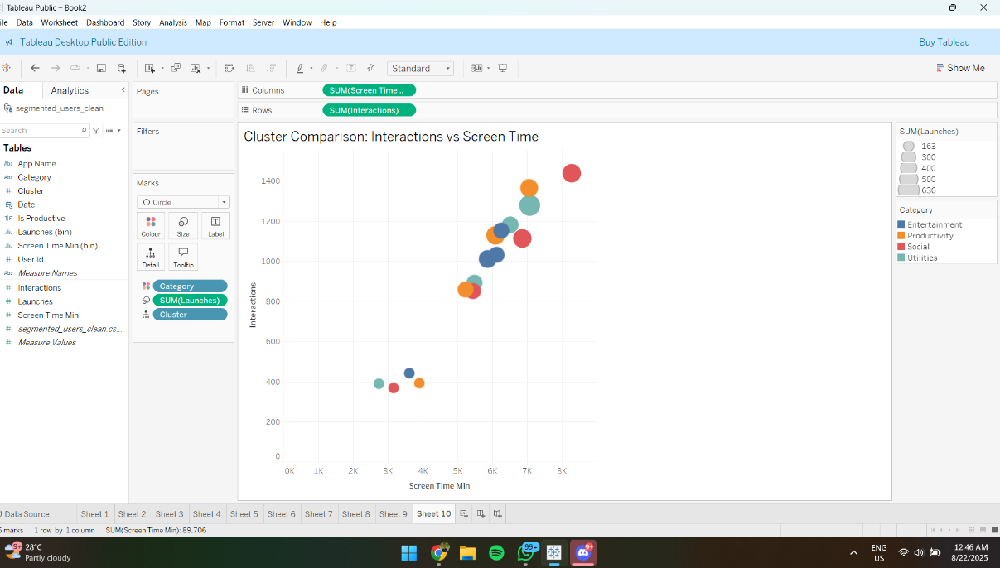 Tableau Public – Book2
ile Data Worksheet Dashboard Story Analysis Map Format Server Window Help
Tableau Desktop Public Edition
Buy Tableau
Standard
Show Me
Data
Analytics
segmented_users_clean
Search
Tables
Abc App Name
Abc Category
# Cluster
Date
T|F Is Productive
Launches (bin)
Screen Time Min (bin)
# User Id
Abc Measure Names
# Interactions
# Launches
# Screen Time Min
# segmented_users_clean.cs...
# Measure Values
Pages
Filters
Marks
Circle
Colour Size Label
Detail Tooltip
Category
SUM(Launches)
Cluster
Columns SUM(Screen Time ..
Rows SUM(Interactions)
Cluster Comparison: Interactions vs Screen Time
Interactions
1400
1200
1000
800
600
400
200
0
0K 1K 2K 3K 4K 5K 6K 7K 8K
Screen Time Min
SUM(Launches)
163
300
400
500
636
Category
Entertainment
Productivity
Social
Utilities
Data Source Sheet 1 Sheet 2 Sheet 3 Sheet 4 Sheet 5 Sheet 6 Sheet 7 Sheet 8 Sheet 9 Sheet 10
marks 1 row by 1 column SUM(Screen Time Min): 89,706
9+
28°C
Partly cloudy
99+
9+
ENG
US
12:46 AM
8/22/2025